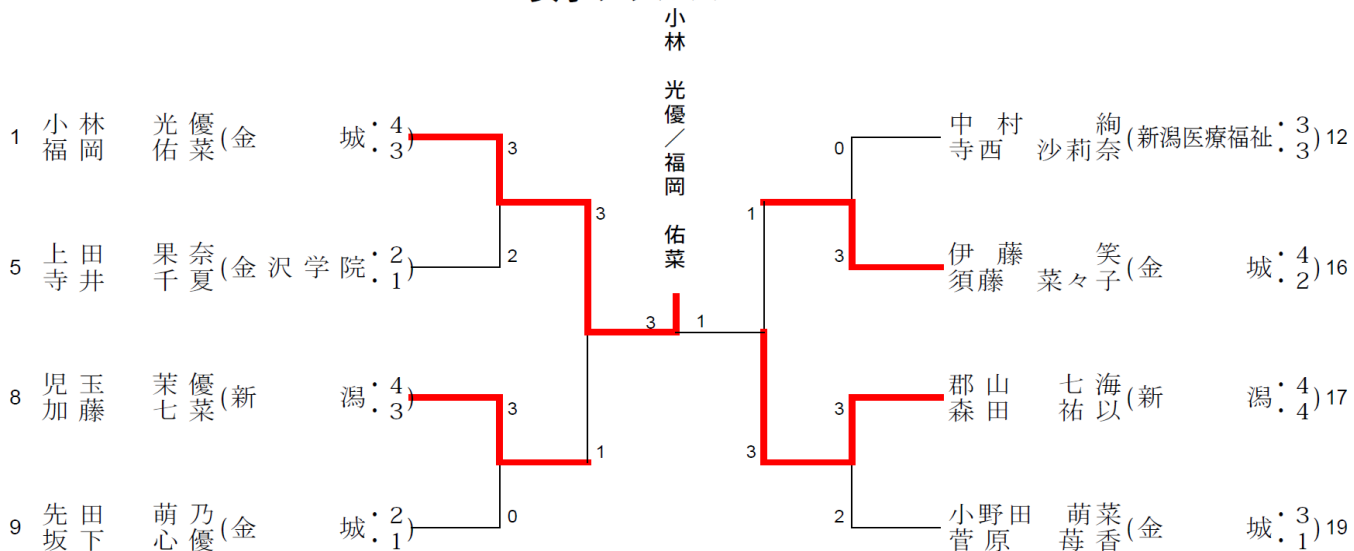 小林 光優／福岡 佑菜
1 小林 光優 (金城・4)
福岡 佑菜 ・3
3
5 上田 果奈 (金沢学院・2)
寺井 千夏 ・1
2
3
8 児玉 茉優 (新潟・4)
加藤 七菜 ・3
3
9 先田 萌乃 (金城・2)
坂下 心優 ・1
0
1
3
1
中村 絢 (新潟医療福祉・3) 12
寺西 沙莉奈 ・3
0
伊藤 笑 (金城・4) 16
須藤 菜々子 ・2
3
1
郡山 七海 (新潟・4) 17
森田 祐以 ・4
3
小野田 萌菜 (金城・3) 19
菅原 苺香 ・1
2
3